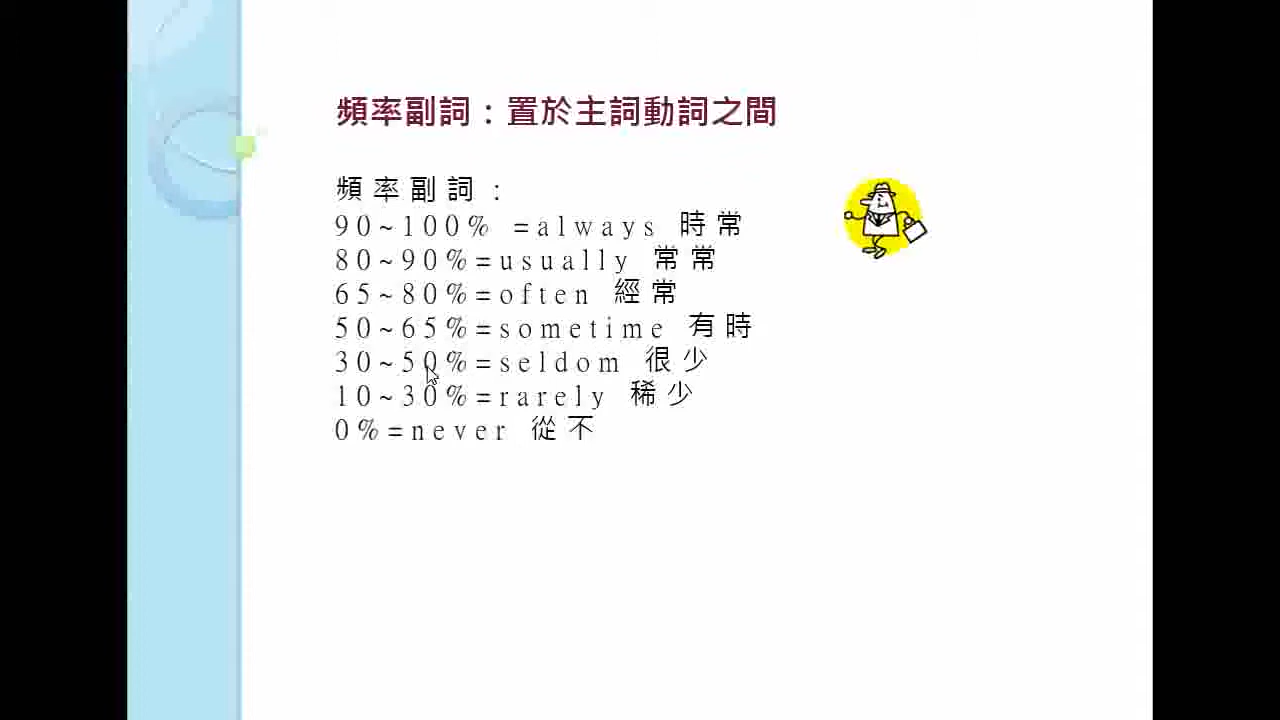 頻率副詞：置於主詞動詞之間
頻率副詞：
90~100% =always 時常
80~90%=usually 常常
65~80%=often 經常
50~65%=sometime 有時
30~50%=seldom 很少
10~30%=rarely 稀少
0%=never 從不